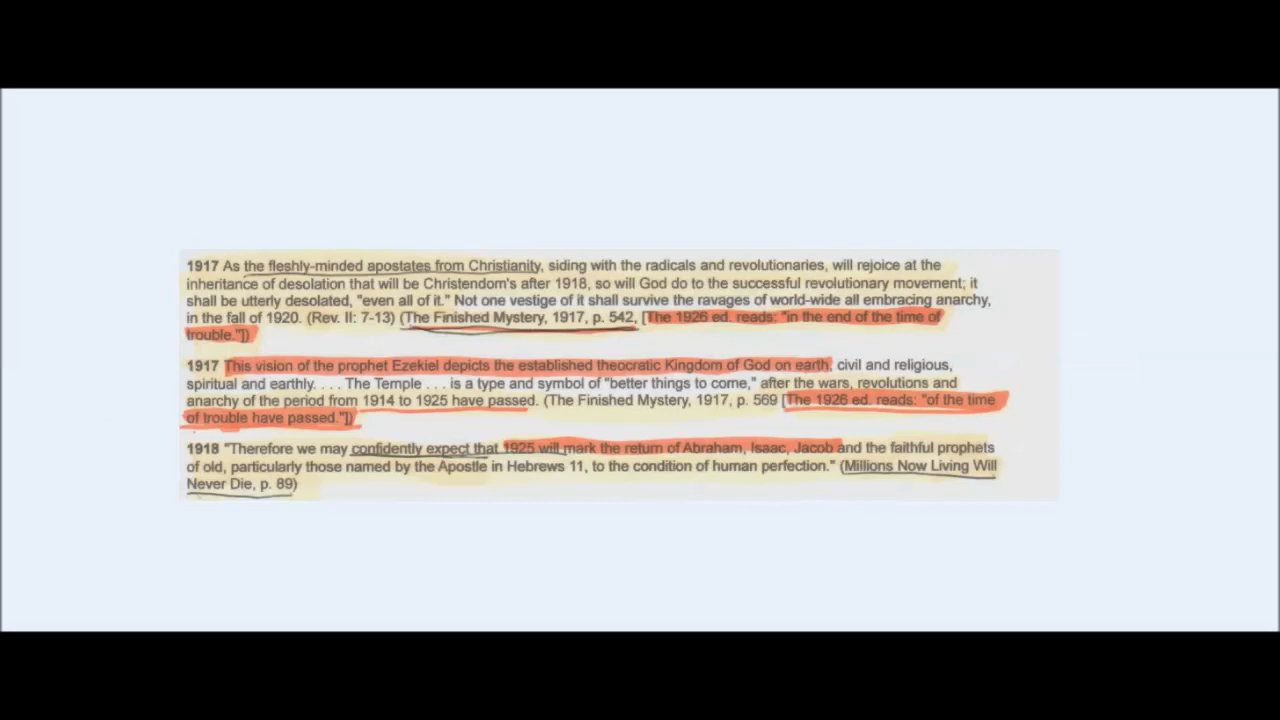 1917 As the fleshly-minded apostates from Christianity, siding with the radicals and revolutionaries, will rejoice at the
inheritance of desolation that will be Christendom's after 1918, so will God do to the successful revolutionary movement; it
shall be utterly desolated, "even all of it." Not one vestige of it shall survive the ravages of world-wide all embracing anarchy,
in the fall of 1920. (Rev. II: 7-13) (The Finished Mystery, 1917, p. 542, [The 1926 ed. reads: "in the end of the time of
trouble."])
1917 This vision of the prophet Ezekiel depicts the established theocratic Kingdom of God on earth, civil and religious,
spiritual and earthly. . . . The Temple . . . is a type and symbol of "better things to come," after the wars, revolutions and
anarchy of the period from 1914 to 1925 have passed. (The Finished Mystery, 1917, p. 569 [The 1926 ed. reads: "of the time
of trouble have passed."])
1918 "Therefore we may confidently expect that 1925 will mark the return of Abraham, Isaac, Jacob and the faithful prophets
of old, particularly those named by the Apostle in Hebrews 11, to the condition of human perfection." (Millions Now Living Will
Never Die, p. 89)